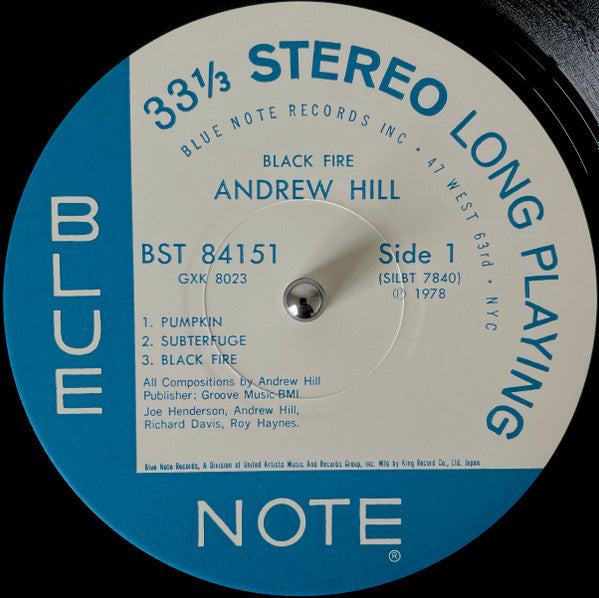 33⅓ STEREO LONG PLAYING
BLUE NOTE RECORDS INC • 47 WEST 63rd • NYC
BLACK FIRE
ANDREW HILL
BST 84151
Side 1
GXK 8023
(SILBT 7840)
℗ 1978
1. PUMPKIN
2. SUBTERFUGE
3. BLACK FIRE
All Compositions by Andrew Hill
Publisher: Groove Music-BMI
Joe Henderson, Andrew Hill,
Richard Davis, Roy Haynes.
Blue Note Records, A Division of United Artists Music And Records Group, Inc. Mfd by King Record Co., Ltd. Japan
BLUE
NOTE®